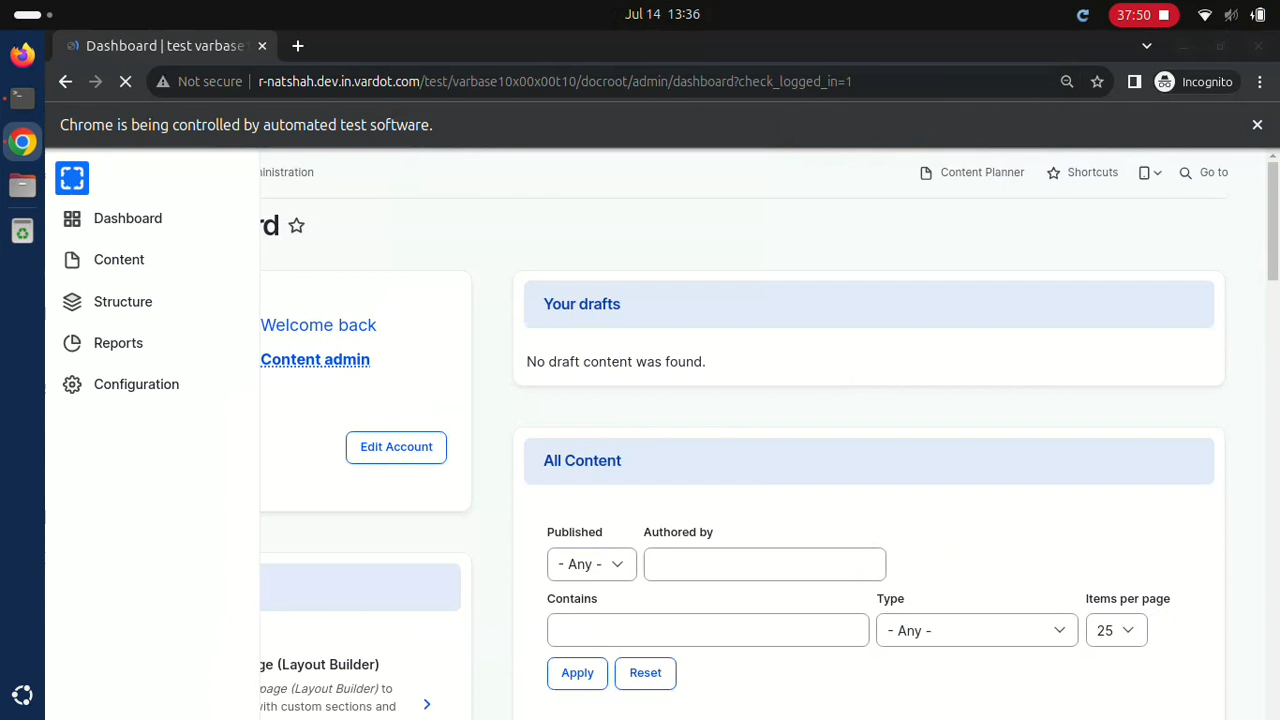 Jul 14 13:36
37:50
Dashboard | test varbase
Not secure
r-natshah.dev.in.vardot.com/test/varbase10x00x00t10/docroot/admin/dashboard?check_logged_in=1
Incognito
Chrome is being controlled by automated test software.
Dashboard
Content
Structure
Reports
Configuration
ninistration
Content Planner
Shortcuts
Go to
rd
Welcome back
Content admin
Edit Account
ge (Layout Builder)
page (Layout Builder) to
with custom sections and
Your drafts
No draft content was found.
All Content
Published
Authored by
- Any -
Contains
Type
Items per page
- Any -
25
Apply
Reset